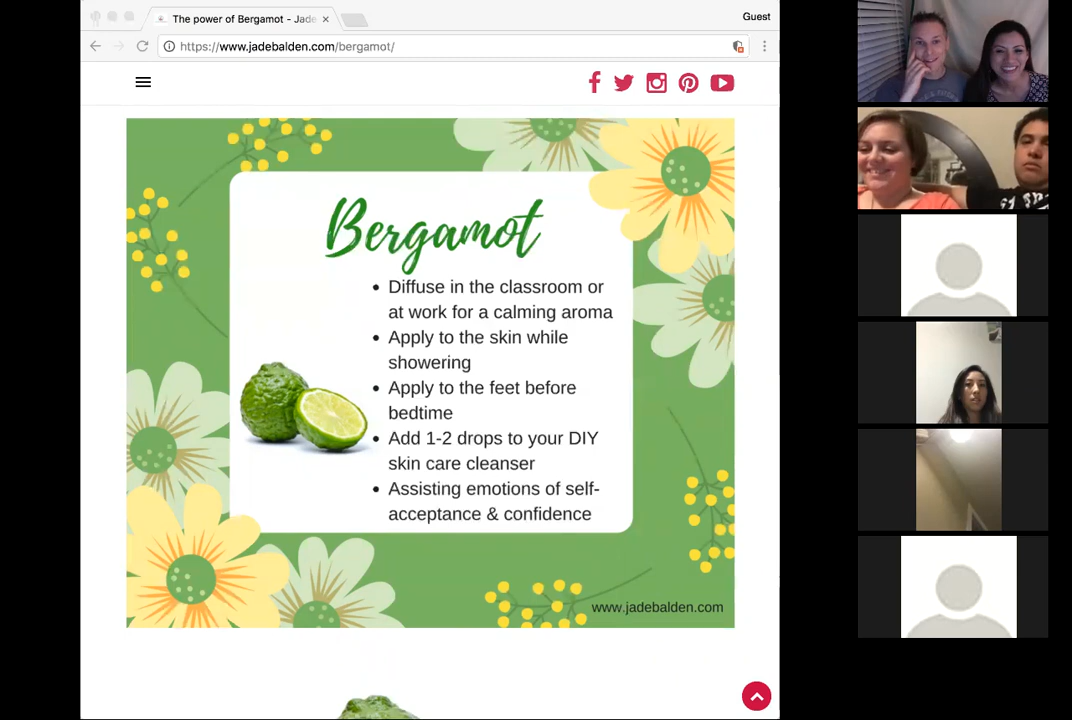 The power of Bergamot - Jade
Guest
https://www.jadebalden.com/bergamot/
Bergamot
Diffuse in the classroom or
at work for a calming aroma
Apply to the skin while
showering
Apply to the feet before
bedtime
Add 1-2 drops to your DIY
skin care cleanser
Assisting emotions of self-
acceptance & confidence
www.jadebalden.com